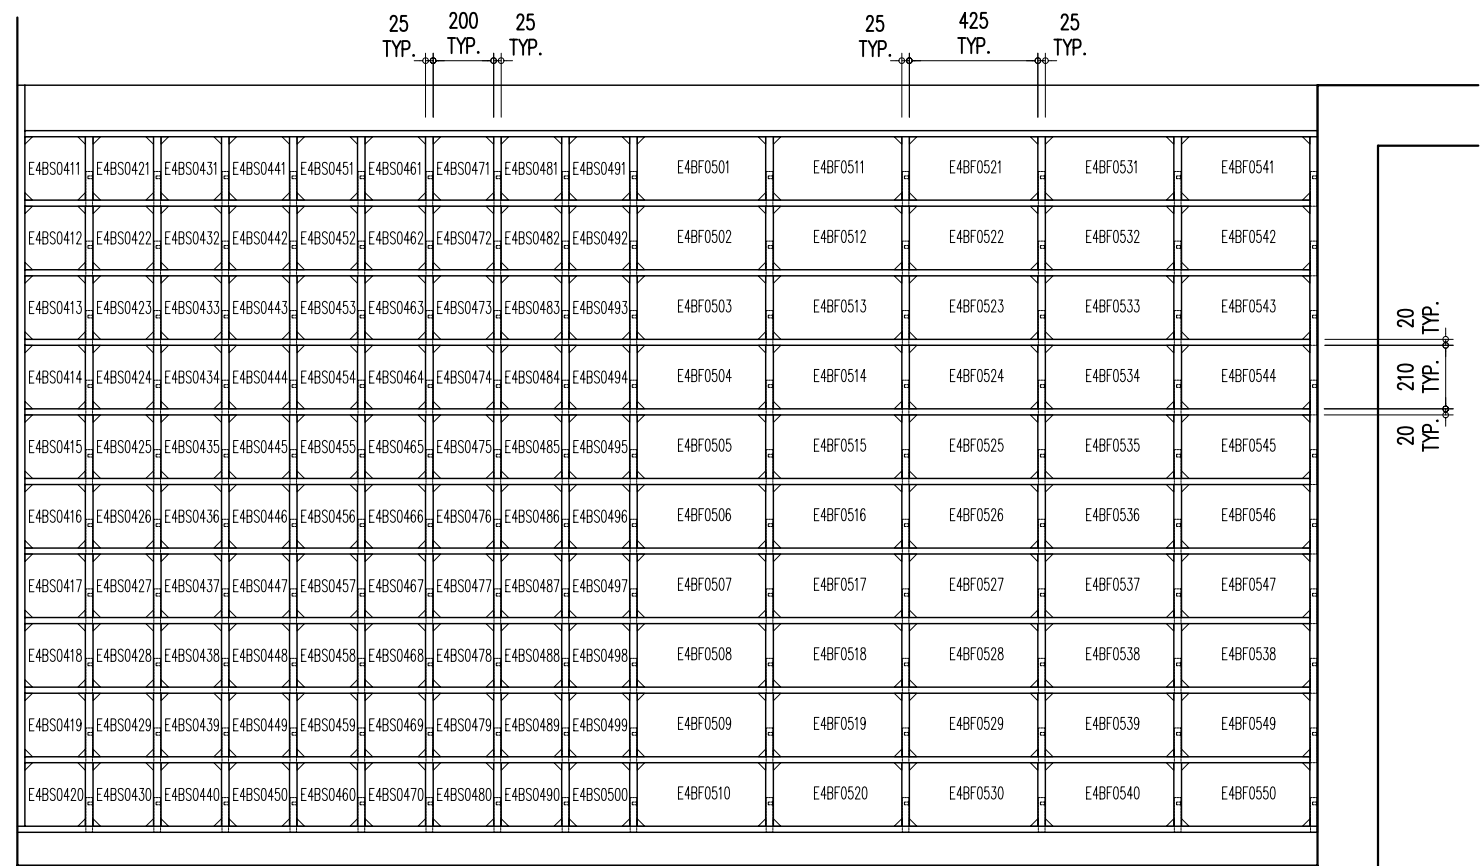 25 200 25 25 425 25
TYP. TYP. TYP. TYP. TYP. TYP.
E4BS0411 E4BS0421 E4BS0431 E4BS0441 E4BS0451 E4BS0461 E4BS0471 E4BS0481 E4BS0491 E4BF0501 E4BF0511 E4BF0521 E4BF0531 E4BF0541
E4BS0412 E4BS0422 E4BS0432 E4BS0442 E4BS0452 E4BS0462 E4BS0472 E4BS0482 E4BS0492 E4BF0502 E4BF0512 E4BF0522 E4BF0532 E4BF0542
E4BS0413 E4BS0423 E4BS0433 E4BS0443 E4BS0453 E4BS0463 E4BS0473 E4BS0483 E4BS0493 E4BF0503 E4BF0513 E4BF0523 E4BF0533 E4BF0543
20
TYP.
E4BS0414 E4BS0424 E4BS0434 E4BS0444 E4BS0454 E4BS0464 E4BS0474 E4BS0484 E4BS0494 E4BF0504 E4BF0514 E4BF0524 E4BF0534 E4BF0544
210
TYP.
E4BS0415 E4BS0425 E4BS0435 E4BS0445 E4BS0455 E4BS0465 E4BS0475 E4BS0485 E4BS0495 E4BF0505 E4BF0515 E4BF0525 E4BF0535 E4BF0545
20
TYP.
E4BS0416 E4BS0426 E4BS0436 E4BS0446 E4BS0456 E4BS0466 E4BS0476 E4BS0486 E4BS0496 E4BF0506 E4BF0516 E4BF0526 E4BF0536 E4BF0546
E4BS0417 E4BS0427 E4BS0437 E4BS0447 E4BS0457 E4BS0467 E4BS0477 E4BS0487 E4BS0497 E4BF0507 E4BF0517 E4BF0527 E4BF0537 E4BF0547
E4BS0418 E4BS0428 E4BS0438 E4BS0448 E4BS0458 E4BS0468 E4BS0478 E4BS0488 E4BS0498 E4BF0508 E4BF0518 E4BF0528 E4BF0538 E4BF0538
E4BS0419 E4BS0429 E4BS0439 E4BS0449 E4BS0459 E4BS0469 E4BS0479 E4BS0489 E4BS0499 E4BF0509 E4BF0519 E4BF0529 E4BF0539 E4BF0549
E4BS0420 E4BS0430 E4BS0440 E4BS0450 E4BS0460 E4BS0470 E4BS0480 E4BS0490 E4BS0500 E4BF0510 E4BF0520 E4BF0530 E4BF0540 E4BF0550